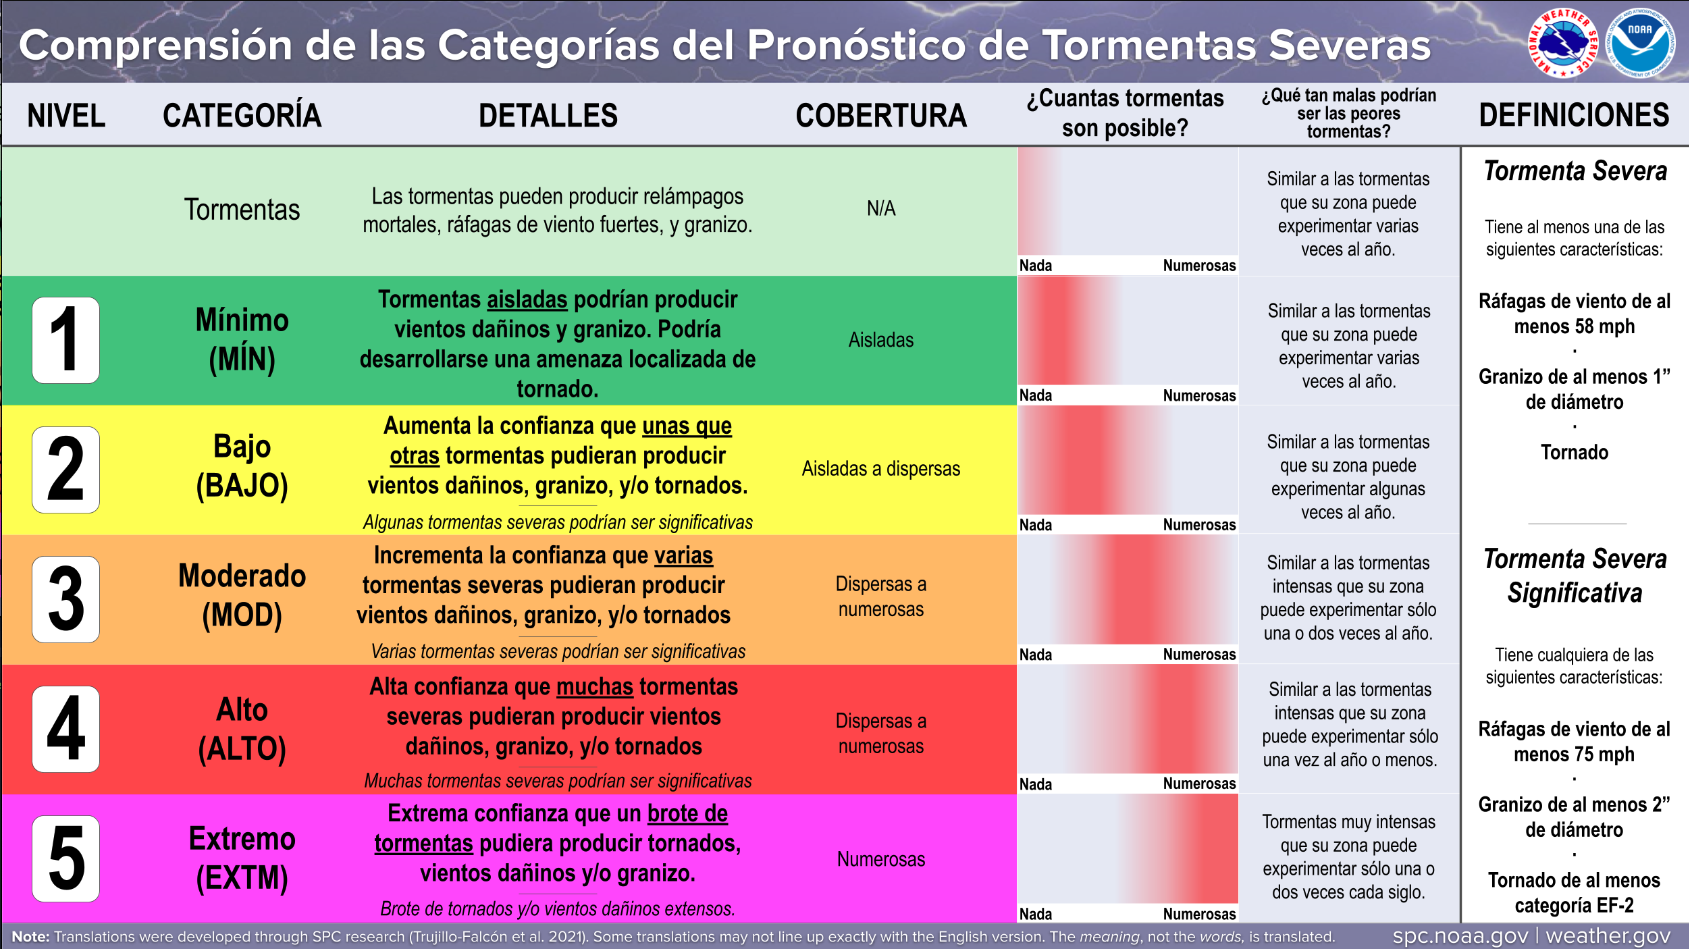 Comprensión de las Categorías del Pronóstico de Tormentas Severas
NATIONAL WEATHER SERVICE
NOAA
NIVEL
CATEGORÍA
DETALLES
COBERTURA
¿Cuantas tormentas
son posible?
¿Qué tan malas podrían
ser las peores
tormentas?
DEFINICIONES
Tormentas
Las tormentas pueden producir relámpagos
mortales, ráfagas de viento fuertes, y granizo.
N/A
Nada Numerosas
Similar a las tormentas
que su zona puede
experimentar varias
veces al año.
1
Mínimo
(MÍN)
Tormentas aisladas podrían producir
vientos dañinos y granizo. Podría
desarrollarse una amenaza localizada de
tornado.
Aisladas
Nada Numerosas
Similar a las tormentas
que su zona puede
experimentar varias
veces al año.
2
Bajo
(BAJO)
Aumenta la confianza que unas que
otras tormentas pudieran producir
vientos dañinos, granizo, y/o tornados.
Algunas tormentas severas podrían ser significativas
Aisladas a dispersas
Nada Numerosas
Similar a las tormentas
que su zona puede
experimentar algunas
veces al año.
3
Moderado
(MOD)
Incrementa la confianza que varias
tormentas severas pudieran producir
vientos dañinos, granizo, y/o tornados
Varias tormentas severas podrían ser significativas
Dispersas a
numerosas
Nada Numerosas
Similar a las tormentas
intensas que su zona
puede experimentar sólo
una o dos veces al año.
4
Alto
(ALTO)
Alta confianza que muchas tormentas
severas pudieran producir vientos
dañinos, granizo, y/o tornados
Muchas tormentas severas podrían ser significativas
Dispersas a
numerosas
Nada Numerosas
Similar a las tormentas
intensas que su zona
puede experimentar sólo
una vez al año o menos.
5
Extremo
(EXTM)
Extrema confianza que un brote de
tormentas pudiera producir tornados,
vientos dañinos y/o granizo.
Brote de tornados y/o vientos dañinos extensos.
Numerosas
Nada Numerosas
Tormentas muy intensas
que su zona puede
experimentar sólo una o
dos veces cada siglo.
Tormenta Severa
Tiene al menos una de las
siguientes características:
Ráfagas de viento de al
menos 58 mph
·
Granizo de al menos 1”
de diámetro
·
Tornado
Tormenta Severa
Significativa
Tiene cualquiera de las
siguientes características:
Ráfagas de viento de al
menos 75 mph
·
Granizo de al menos 2”
de diámetro
·
Tornado de al menos
categoría EF-2
Note: Translations were developed through SPC research (Trujillo-Falcón et al. 2021). Some translations may not line up exactly with the English version. The meaning, not the words, is translated.
spc.noaa.gov | weather.gov